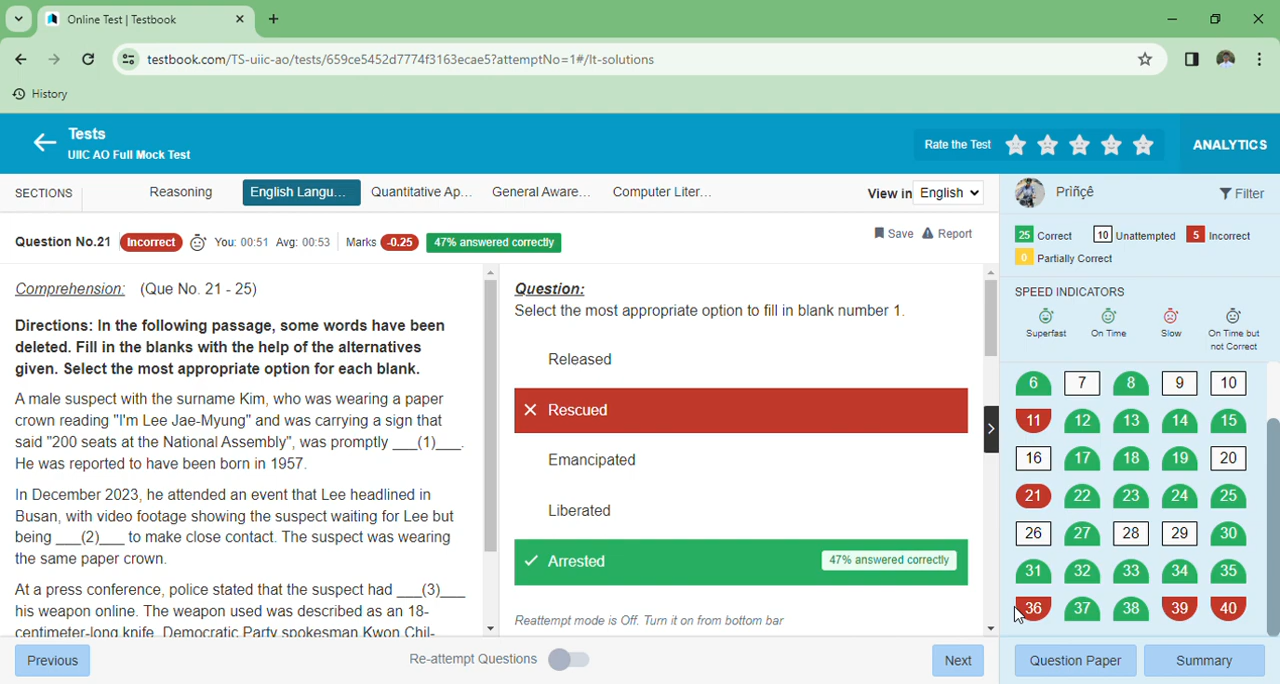 Online Test | Testbook
testbook.com/TS-uiic-ao/tests/659ce5452d7774f3163ecae5?attemptNo=1#/lt-solutions
History
Tests
UIIC AO Full Mock Test
Rate the Test
ANALYTICS
SECTIONS
Reasoning
English Langu...
Quantitative Ap...
General Aware...
Computer Liter...
View in English
Prïñçê
Filter
Question No.21 Incorrect You: 00:51 Avg: 00:53 Marks -0.25 47% answered correctly
Save Report
25 Correct 10 Unattempted 5 Incorrect
0 Partially Correct
Comprehension: (Que No. 21 - 25)
Directions: In the following passage, some words have been
deleted. Fill in the blanks with the help of the alternatives
given. Select the most appropriate option for each blank.
A male suspect with the surname Kim, who was wearing a paper
crown reading "I'm Lee Jae-Myung" and was carrying a sign that
said "200 seats at the National Assembly", was promptly ___(1)___.
He was reported to have been born in 1957.
In December 2023, he attended an event that Lee headlined in
Busan, with video footage showing the suspect waiting for Lee but
being ___(2)___ to make close contact. The suspect was wearing
the same paper crown.
At a press conference, police stated that the suspect had ___(3)___
his weapon online. The weapon used was described as an 18-
centimeter-long knife. Democratic Party spokesman Kwon Chil-
Question:
Select the most appropriate option to fill in blank number 1.
Released
Rescued
Emancipated
Liberated
Arrested 47% answered correctly
Reattempt mode is Off. Turn it on from bottom bar
SPEED INDICATORS
Superfast
On Time
Slow
On Time but
not Correct
6 7 8 9 10
11 12 13 14 15
16 17 18 19 20
21 22 23 24 25
26 27 28 29 30
31 32 33 34 35
36 37 38 39 40
Previous
Re-attempt Questions
Next
Question Paper
Summary